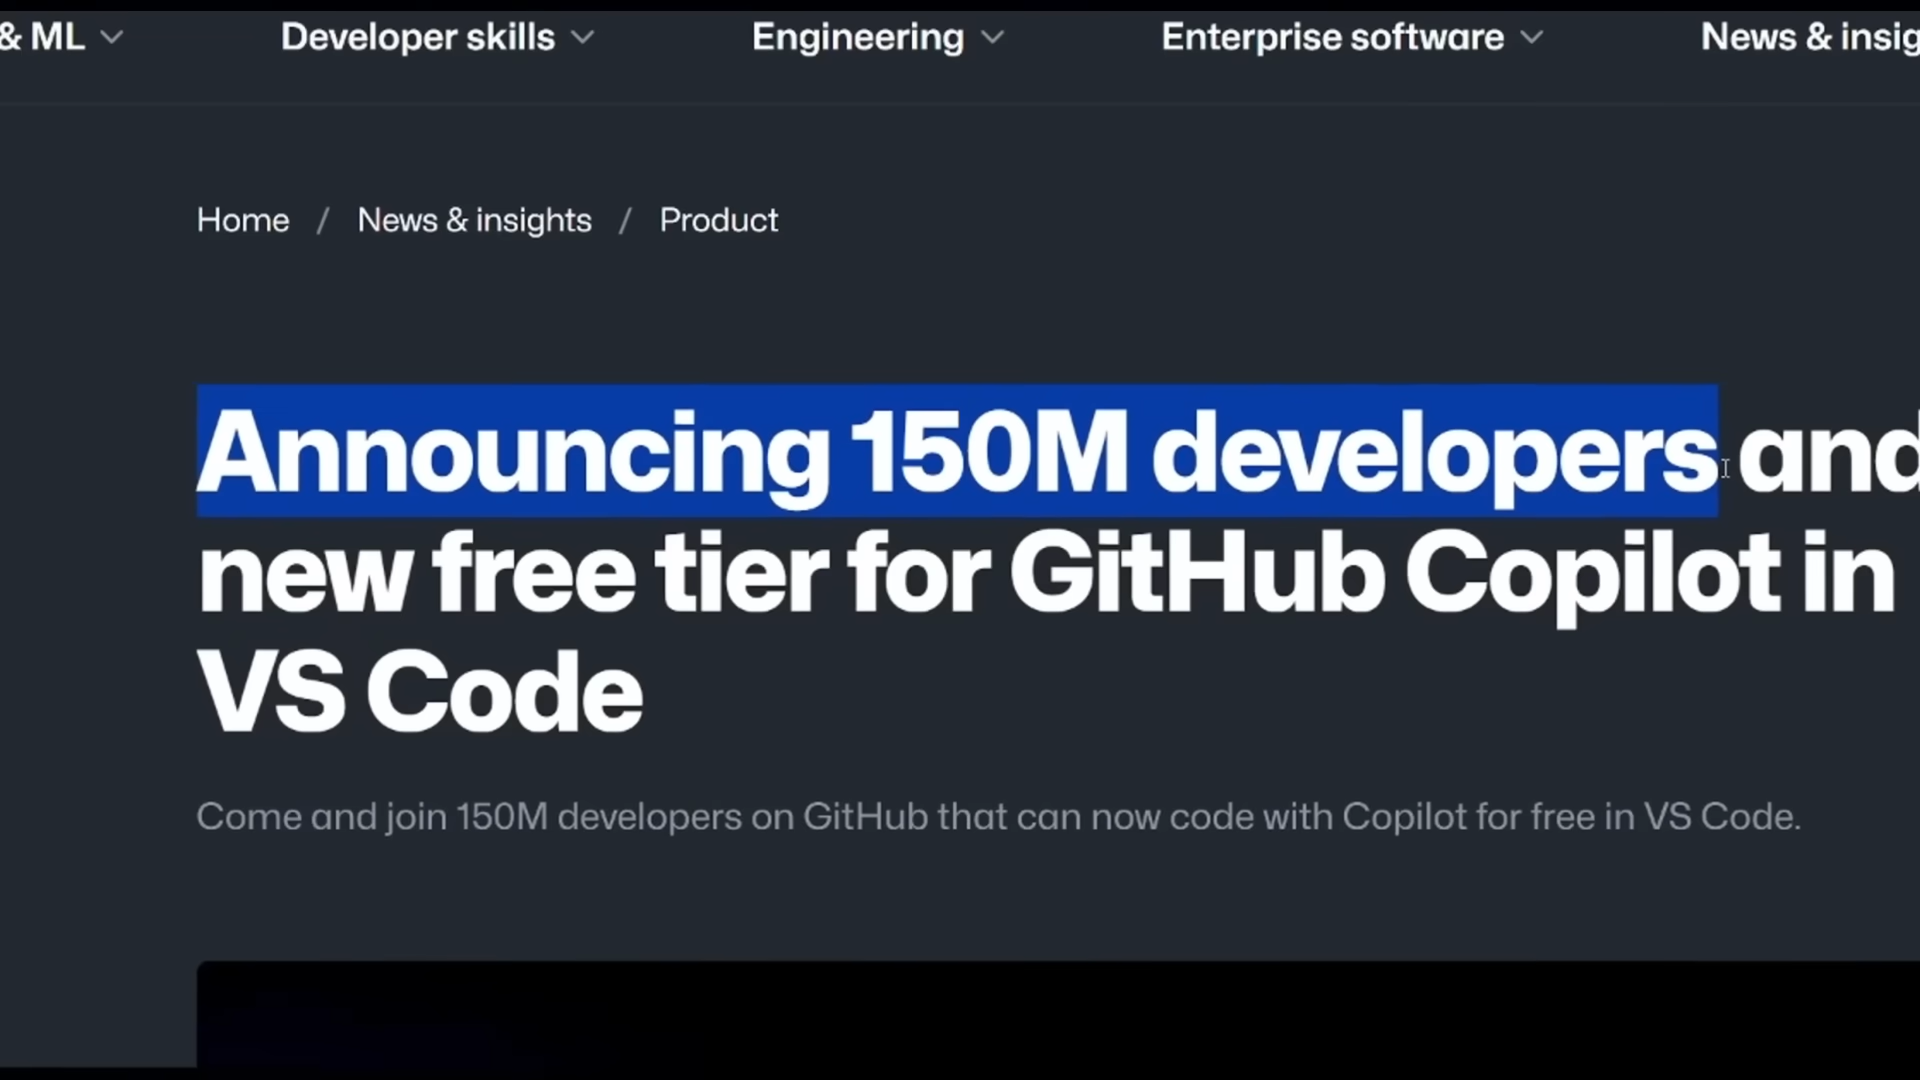 & ML Developer skills Engineering Enterprise software News & insig
Home / News & insights / Product
Announcing 150M developers and
new free tier for GitHub Copilot in
VS Code
Come and join 150M developers on GitHub that can now code with Copilot for free in VS Code.